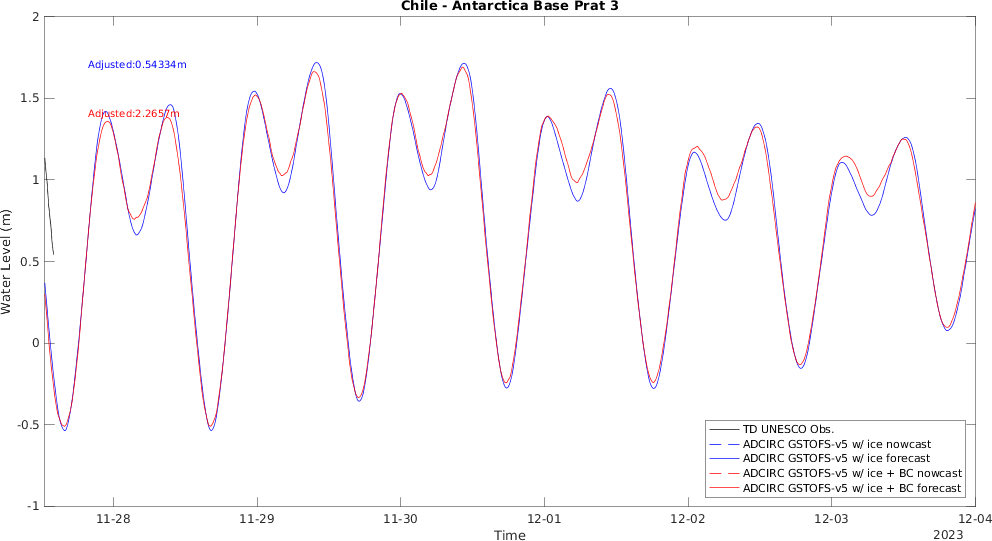 Chile - Antarctica Base Prat 3
2
Adjusted:0.54334m
1.5
Adjusted:2.2657m
1
Water Level (m)
0.5
0
-0.5
-1
TD UNESCO Obs.
ADCIRC GSTOFS-v5 w/ ice nowcast
ADCIRC GSTOFS-v5 w/ ice forecast
ADCIRC GSTOFS-v5 w/ ice + BC nowcast
ADCIRC GSTOFS-v5 w/ ice + BC forecast
11-28 11-29 11-30 12-01 12-02 12-03 12-04
Time
2023